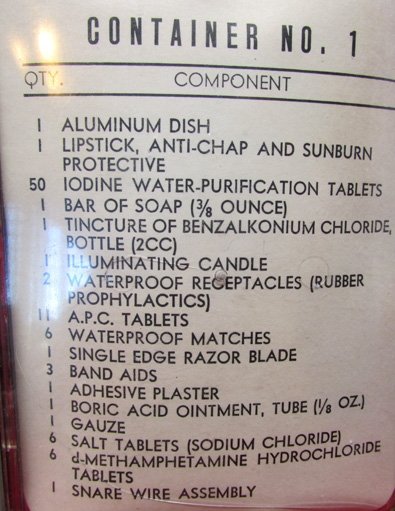 CONTAINER NO. 1
QTY. COMPONENT
1 ALUMINUM DISH
1 LIPSTICK, ANTI-CHAP AND SUNBURN
PROTECTIVE
50 IODINE WATER-PURIFICATION TABLETS
1 BAR OF SOAP (3/8 OUNCE)
1 TINCTURE OF BENZALKONIUM CHLORIDE,
BOTTLE (2CC)
1 ILLUMINATING CANDLE
2 WATERPROOF RECEPTACLES (RUBBER
PROPHYLACTICS)
11 A.P.C. TABLETS
6 WATERPROOF MATCHES
1 SINGLE EDGE RAZOR BLADE
3 BAND AIDS
1 ADHESIVE PLASTER
1 BORIC ACID OINTMENT, TUBE (1/8 OZ.)
1 GAUZE
6 SALT TABLETS (SODIUM CHLORIDE)
6 d-METHAMPHETAMINE HYDROCHLORIDE
TABLETS
1 SNARE WIRE ASSEMBLY